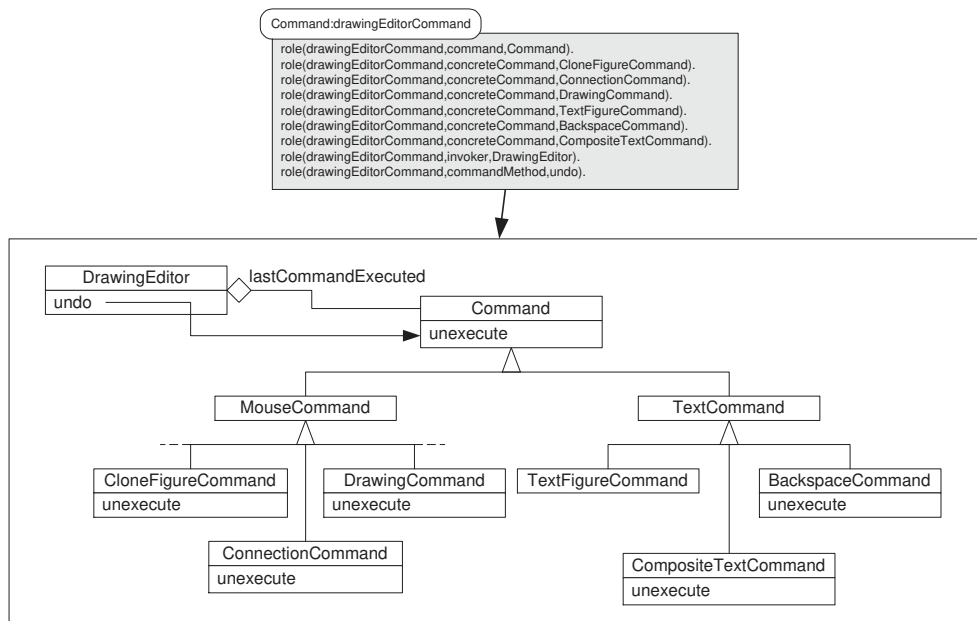 Command:drawingEditorCommand
role(drawingEditorCommand,command,Command).
role(drawingEditorCommand,concreteCommand,CloneFigureCommand).
role(drawingEditorCommand,concreteCommand,ConnectionCommand).
role(drawingEditorCommand,concreteCommand,DrawingCommand).
role(drawingEditorCommand,concreteCommand,TextFigureCommand).
role(drawingEditorCommand,concreteCommand,BackspaceCommand).
role(drawingEditorCommand,concreteCommand,CompositeTextCommand).
role(drawingEditorCommand,invoker,DrawingEditor).
role(drawingEditorCommand,commandMethod,undo).
DrawingEditor
undo
lastCommandExecuted
Command
unexecute
MouseCommand
TextCommand
CloneFigureCommand
unexecute
DrawingCommand
unexecute
TextFigureCommand
BackspaceCommand
unexecute
ConnectionCommand
unexecute
CompositeTextCommand
unexecute